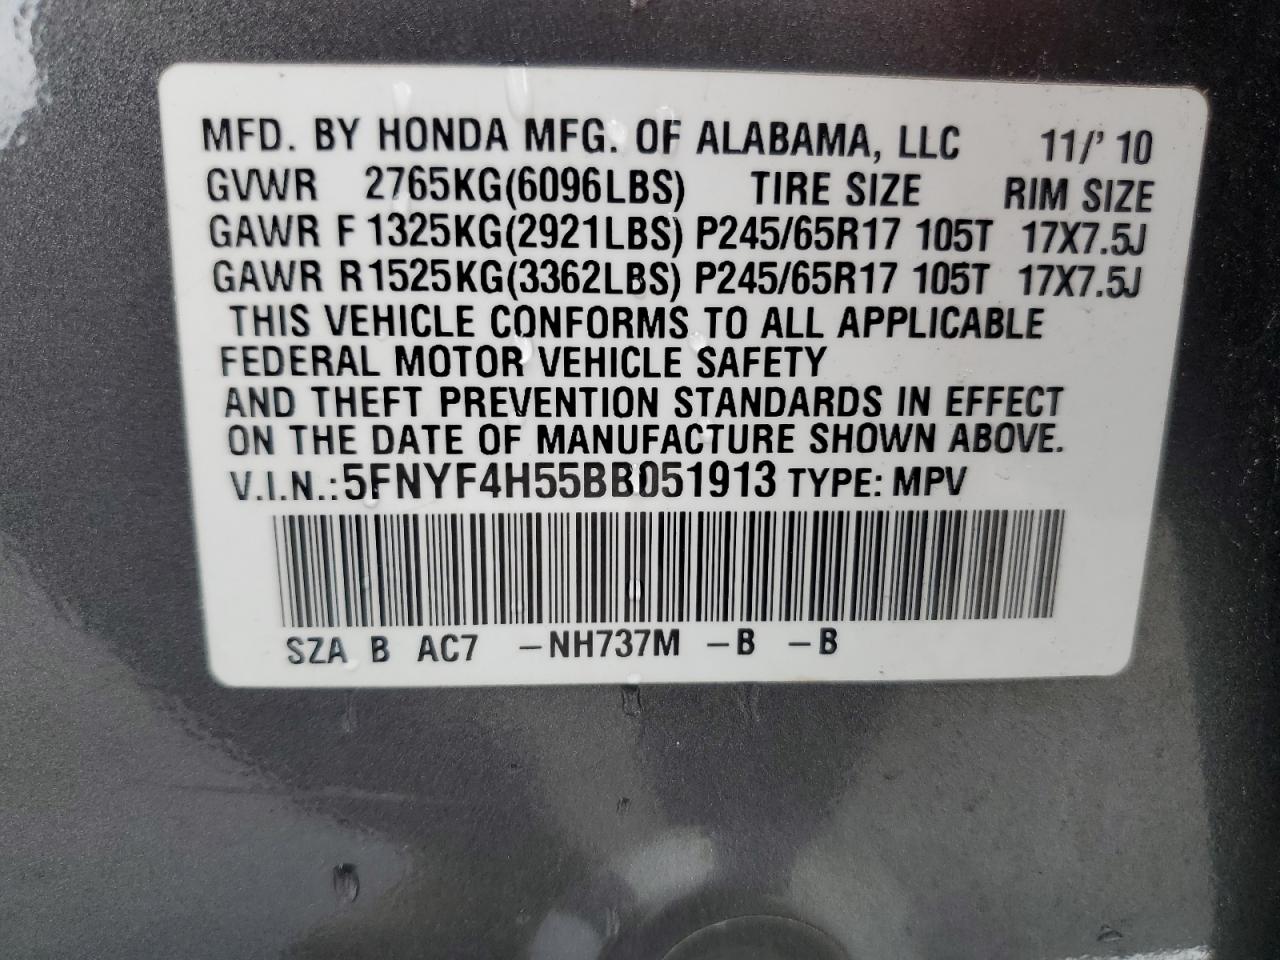 MFD. BY HONDA MFG. OF ALABAMA, LLC 11/' 10
GVWR 2765KG(6096LBS) TIRE SIZE RIM SIZE
GAWR F 1325KG(2921LBS) P245/65R17 105T 17X7.5J
GAWR R 1525KG(3362LBS) P245/65R17 105T 17X7.5J
THIS VEHICLE CONFORMS TO ALL APPLICABLE
FEDERAL MOTOR VEHICLE SAFETY
AND THEFT PREVENTION STANDARDS IN EFFECT
ON THE DATE OF MANUFACTURE SHOWN ABOVE.
V.I.N.: 5FNYF4H55BB051913 TYPE: MPV
SZA B AC7 -NH737M -B -B